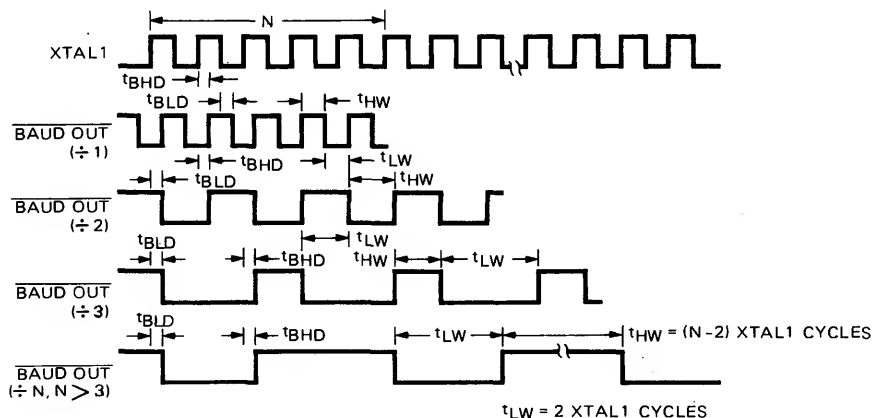 N
XTAL1
tBHD
tBLD
tHW
BAUD OUT
(÷1)
tBHD
tLW
tBLD
tHW
BAUD OUT
(÷2)
tLW
tBLD
tBHD
tHW
tLW
BAUD OUT
(÷3)
tBLD
tBHD
tLW
tHW = (N-2) XTAL1 CYCLES
BAUD OUT
(÷N, N > 3)
tLW = 2 XTAL1 CYCLES